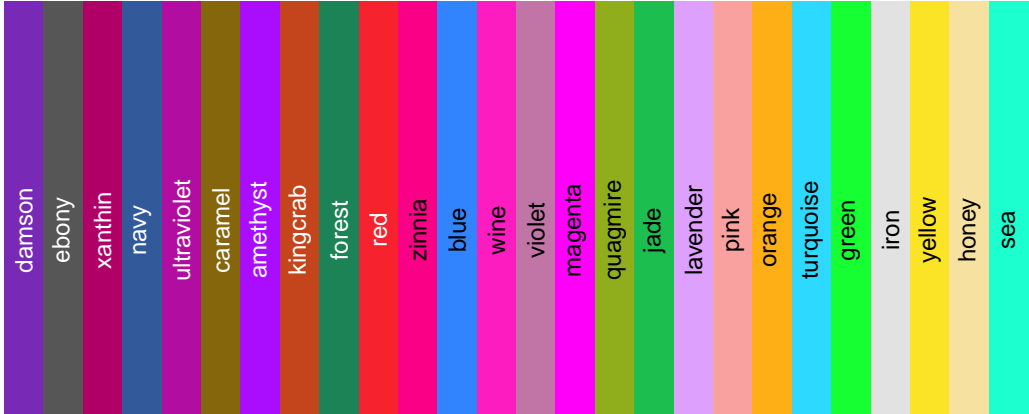 damson
ebony
xanthin
navy
ultraviolet
caramel
amethyst
kingcrab
forest
red
zinnia
blue
wine
violet
magenta
quagmire
jade
lavender
pink
orange
turquoise
green
iron
yellow
honey
sea